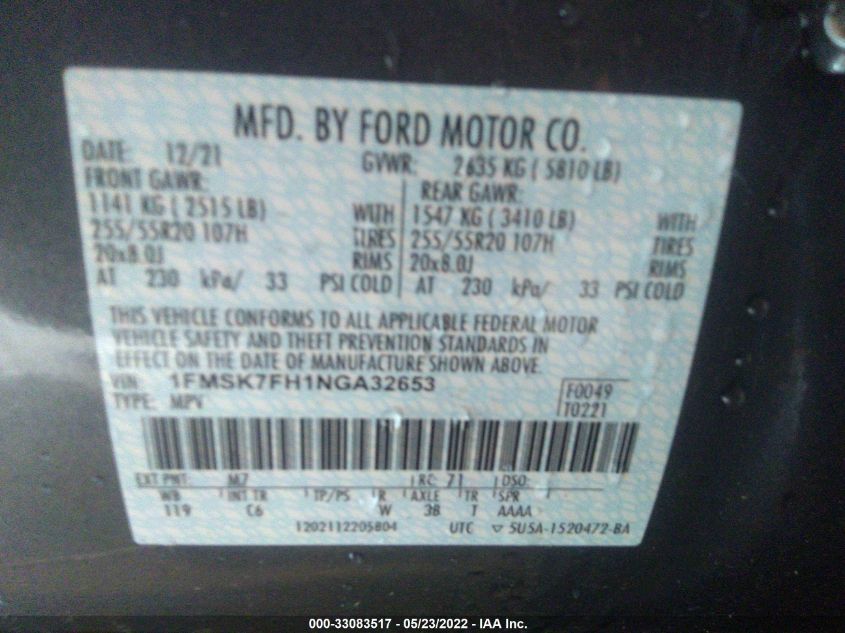 MFD. BY FORD MOTOR CO.
DATE: 12/21 GVWR: 2635 KG ( 5810 LB)
FRONT GAWR: REAR GAWR:
1141 KG ( 2515 LB) WITH 1547 KG ( 3410 LB) WITH
255/55R20 107H TIRES 255/55R20 107H TIRES
20x8.0J RIMS 20x8.0J RIMS
AT 230 kPa/ 33 PSI COLD AT 230 kPa/ 33 PSI COLD
THIS VEHICLE CONFORMS TO ALL APPLICABLE FEDERAL MOTOR
VEHICLE SAFETY AND THEFT PREVENTION STANDARDS IN
EFFECT ON THE DATE OF MANUFACTURE SHOWN ABOVE.
VIN: 1FMSK7FH1NGA32653 F0049
TYPE: MPV T0221
EXT PNT: M7 RC: 71 DSO:
WB INT TR TP/PS R AXLE TR SPR
119 C6 W 3B T AAAA
1202112205804 UTC ▽ 5U5A-1520472-BA
000-33083517 - 05/23/2022 - IAA Inc.